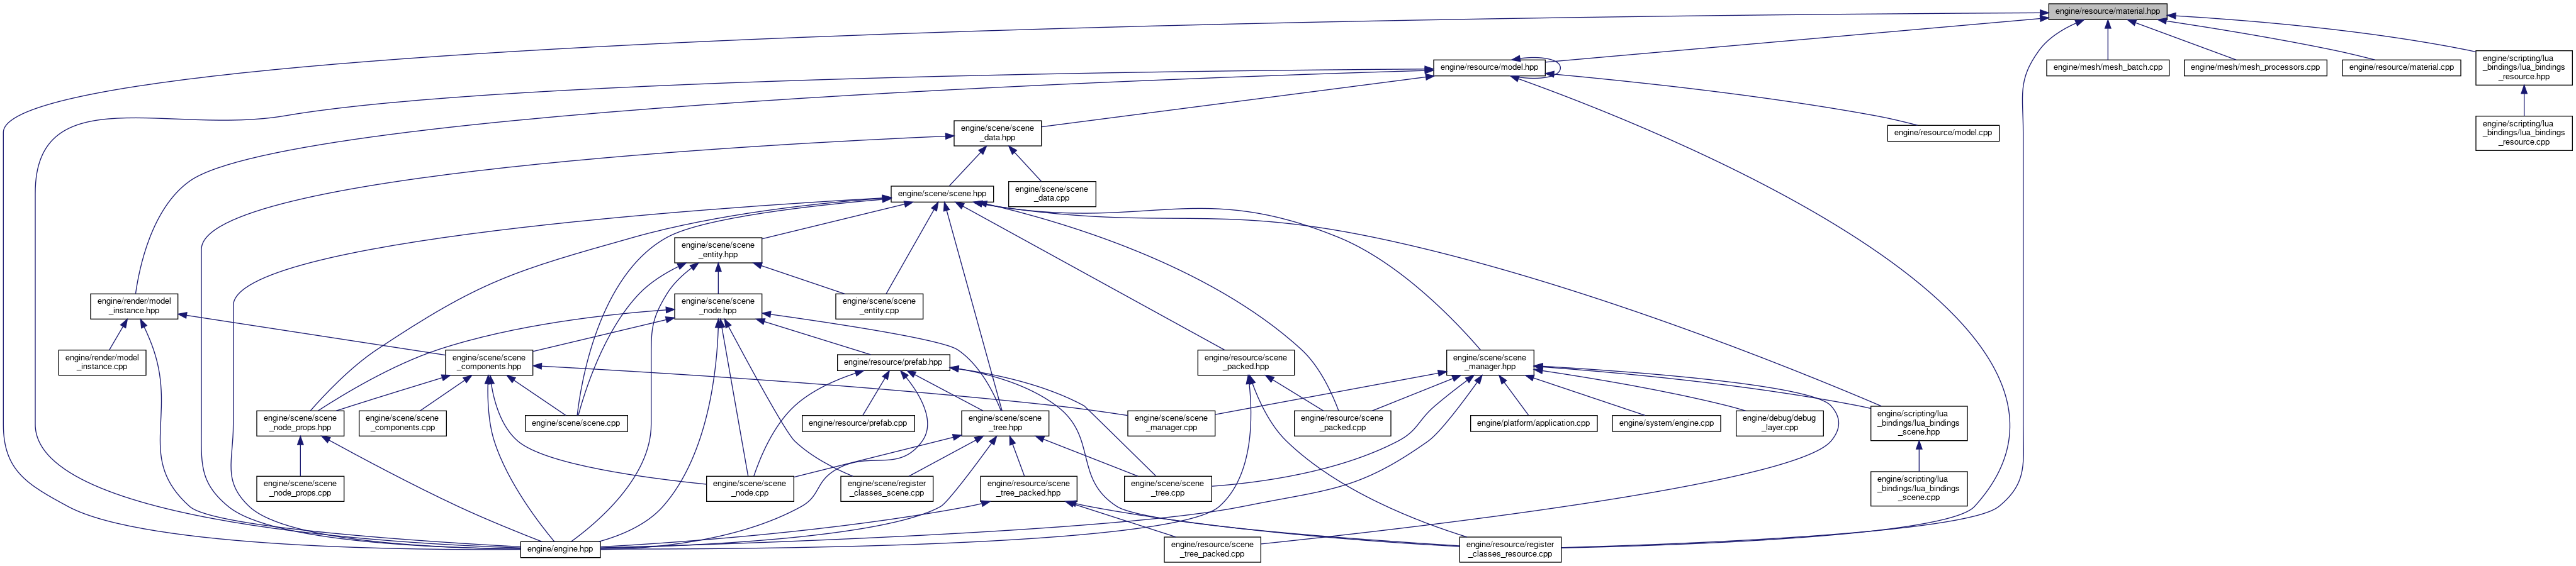 engine/resource/material.hpp
engine/resource/model.hpp
engine/mesh/mesh_batch.cpp
engine/mesh/mesh_processors.cpp
engine/resource/material.cpp
engine/scripting/lua
_bindings/lua_bindings
_resource.hpp
engine/scene/scene
_data.hpp
engine/resource/model.cpp
engine/scripting/lua
_bindings/lua_bindings
_resource.cpp
engine/scene/scene.hpp
engine/scene/scene
_data.cpp
engine/scene/scene
_entity.hpp
engine/render/model
_instance.hpp
engine/scene/scene
_node.hpp
engine/scene/scene
_entity.cpp
engine/render/model
_instance.cpp
engine/scene/scene
_components.hpp
engine/resource/prefab.hpp
engine/resource/scene
_packed.hpp
engine/scene/scene
_manager.hpp
engine/scene/scene
_node_props.hpp
engine/scene/scene
_components.cpp
engine/scene/scene.cpp
engine/resource/prefab.cpp
engine/scene/scene
_tree.hpp
engine/scene/scene
_manager.cpp
engine/resource/scene
_packed.cpp
engine/platform/application.cpp
engine/system/engine.cpp
engine/debug/debug
_layer.cpp
engine/scripting/lua
_bindings/lua_bindings
_scene.hpp
engine/scene/scene
_node_props.cpp
engine/scene/scene
_node.cpp
engine/scene/register
_classes_scene.cpp
engine/resource/scene
_tree_packed.hpp
engine/scene/scene
_tree.cpp
engine/scripting/lua
_bindings/lua_bindings
_scene.cpp
engine/engine.hpp
engine/resource/scene
_tree_packed.cpp
engine/resource/register
_classes_resource.cpp